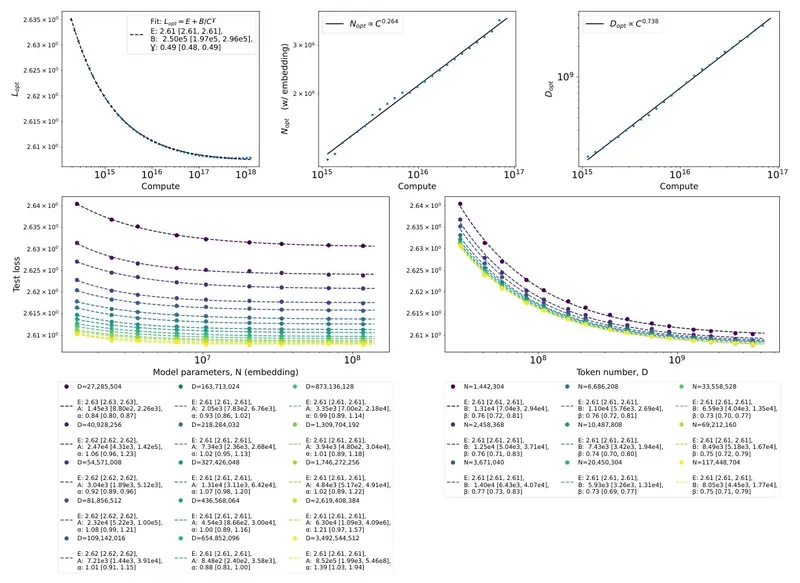 2.635 × 10⁰
2.63 × 10⁰
2.625 × 10⁰
2.62 × 10⁰
2.615 × 10⁰
2.61 × 10⁰
L_opt
Fit: L_opt = E + B/C^γ
E: 2.61 [2.61, 2.61],
B: 2.50e5 [1.97e5, 2.96e5],
Ɣ: 0.49 [0.48, 0.49]
10¹⁵ 10¹⁶ 10¹⁷ 10¹⁸
Compute
N_opt (w/ embedding)
3 × 10⁶
2 × 10⁶
N_opt ∝ C^0.264
10¹⁵ 10¹⁶ 10¹⁷
Compute
D_opt
10⁹
D_opt ∝ C^0.738
10¹⁵ 10¹⁶ 10¹⁷
Compute
Test loss
2.64 × 10⁰
2.635 × 10⁰
2.63 × 10⁰
2.625 × 10⁰
2.62 × 10⁰
2.615 × 10⁰
2.61 × 10⁰
10⁷ 10⁸
Model parameters, N (embedding)
2.64 × 10⁰
2.635 × 10⁰
2.63 × 10⁰
2.625 × 10⁰
2.62 × 10⁰
2.615 × 10⁰
2.61 × 10⁰
10⁸ 10⁹
Token number, D
D=27,285,504
E: 2.63 [2.63, 2.63],
A: 1.45e3 [8.80e2, 2.26e3],
α: 0.84 [0.80, 0.87]
D=40,928,256
E: 2.62 [2.62, 2.62],
A: 2.47e4 [4.31e3, 1.42e5],
α: 1.06 [0.96, 1.23]
D=54,571,008
E: 2.62 [2.62, 2.62],
A: 3.04e3 [1.89e3, 5.12e3],
α: 0.92 [0.89, 0.96]
D=81,856,512
E: 2.62 [2.62, 2.62],
A: 2.32e4 [5.22e3, 1.00e5],
α: 1.08 [0.99, 1.21]
D=109,142,016
E: 2.62 [2.62, 2.62],
A: 7.21e3 [1.44e3, 3.91e4],
α: 1.01 [0.91, 1.15]
D=163,713,024
E: 2.61 [2.61, 2.61],
A: 2.05e3 [7.83e2, 6.76e3],
α: 0.93 [0.86, 1.02]
D=218,284,032
E: 2.61 [2.61, 2.61],
A: 7.34e3 [2.36e3, 2.68e4],
α: 1.02 [0.95, 1.13]
D=327,426,048
E: 2.61 [2.61, 2.61],
A: 1.31e4 [3.11e3, 6.42e4],
α: 1.07 [0.98, 1.20]
D=436,568,064
E: 2.61 [2.61, 2.61],
A: 4.54e3 [8.66e2, 3.00e4],
α: 1.00 [0.89, 1.16]
D=654,852,096
E: 2.61 [2.61, 2.61],
A: 8.48e2 [2.40e2, 3.58e3],
α: 0.88 [0.81, 1.00]
D=873,136,128
E: 2.61 [2.61, 2.61],
A: 3.35e3 [7.00e2, 2.18e4],
α: 0.99 [0.89, 1.14]
D=1,309,704,192
E: 2.61 [2.61, 2.61],
A: 3.94e3 [4.80e2, 3.04e4],
α: 1.01 [0.89, 1.18]
D=1,746,272,256
E: 2.61 [2.61, 2.61],
A: 4.84e3 [5.17e2, 4.91e4],
α: 1.02 [0.89, 1.22]
D=2,619,408,384
E: 2.61 [2.61, 2.61],
A: 6.30e4 [1.09e3, 4.09e6],
α: 1.21 [0.97, 1.57]
D=3,492,544,512
E: 2.61 [2.61, 2.61],
A: 8.52e5 [1.99e3, 5.46e8],
α: 1.39 [1.03, 1.94]
N=1,442,304
E: 2.61 [2.61, 2.61],
B: 1.31e4 [7.04e3, 2.94e4],
β: 0.76 [0.72, 0.81]
N=2,458,368
E: 2.61 [2.61, 2.61],
B: 1.25e4 [5.04e3, 3.71e4],
β: 0.76 [0.71, 0.83]
N=3,671,040
E: 2.61 [2.61, 2.61],
B: 1.40e4 [6.43e3, 4.07e4],
β: 0.77 [0.73, 0.83]
N=6,686,208
E: 2.61 [2.61, 2.61],
B: 1.10e4 [5.76e3, 2.69e4],
β: 0.76 [0.72, 0.81]
N=10,487,808
E: 2.61 [2.61, 2.61],
B: 7.43e3 [3.42e3, 1.94e4],
β: 0.74 [0.70, 0.80]
N=20,450,304
E: 2.61 [2.61, 2.61],
B: 5.93e3 [3.26e3, 1.31e4],
β: 0.73 [0.69, 0.77]
N=33,558,528
E: 2.61 [2.61, 2.61],
B: 6.59e3 [4.04e3, 1.35e4],
β: 0.73 [0.70, 0.77]
N=69,212,160
E: 2.61 [2.61, 2.61],
B: 8.49e3 [5.18e3, 1.67e4],
β: 0.75 [0.72, 0.79]
N=117,448,704
E: 2.61 [2.61, 2.61],
B: 8.05e3 [4.45e3, 1.77e4],
β: 0.75 [0.71, 0.79]